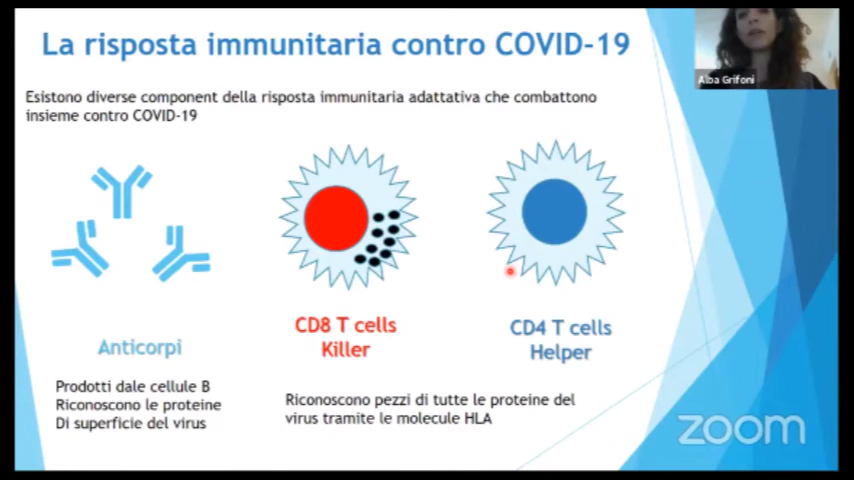 La risposta immunitaria contro COVID-19
Alba Grifoni
Esistono diverse component della risposta immunitaria adattativa che combattono
insieme contro COVID-19
Anticorpi
Prodotti dale cellule B
Riconoscono le proteine
Di superficie del virus
CD8 T cells
Killer
CD4 T cells
Helper
Riconoscono pezzi di tutte le proteine del
virus tramite le molecule HLA
zoom